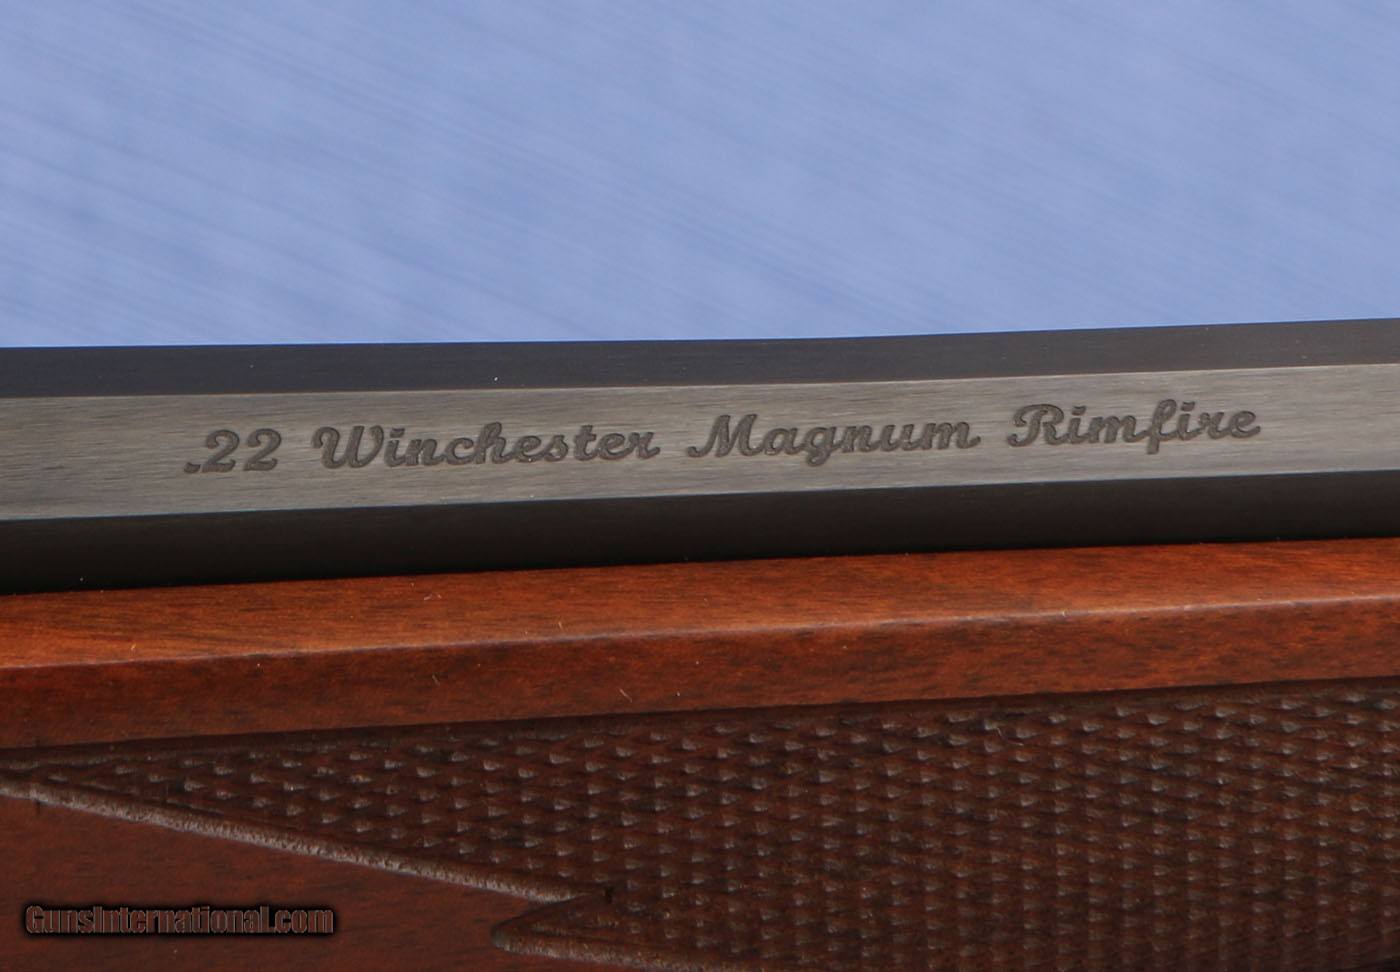 .22 Winchester Magnum Rimfire
GunsInternational.com